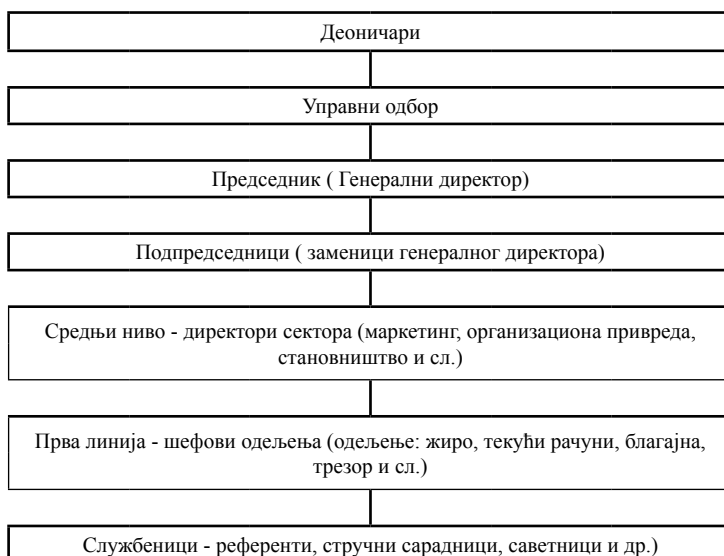 Деоничари
Управни одбор
Председник ( Генерални директор)
Подпредседници ( заменици генералног директора)
Средњи ниво - директори сектора (маркетинг, организациона привреда,
становништво и сл.)
Прва линија - шефови одељења (одељење: жиро, текући рачуни, благајна,
трезор и сл.)
Службеници - референти, стручни сарадници, саветници и др.)